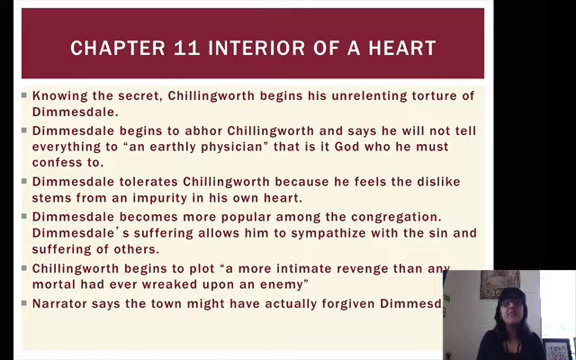 CHAPTER 11 INTERIOR OF A HEART
Knowing the secret, Chillingworth begins his unrelenting torture of
Dimmesdale.
Dimmesdale begins to abhor Chillingworth and says he will not tell
everything to “an earthly physician” that is it God who he must
confess to.
Dimmesdale tolerates Chillingworth because he feels the dislike
stems from an impurity in his own heart.
Dimmesdale becomes more popular among the congregation.
Dimmesdale’s suffering allows him to sympathize with the sin and
suffering of others.
Chillingworth begins to plot “a more intimate revenge than any
mortal had ever wreaked upon an enemy”
Narrator says the town might have actually forgiven Dimmesd